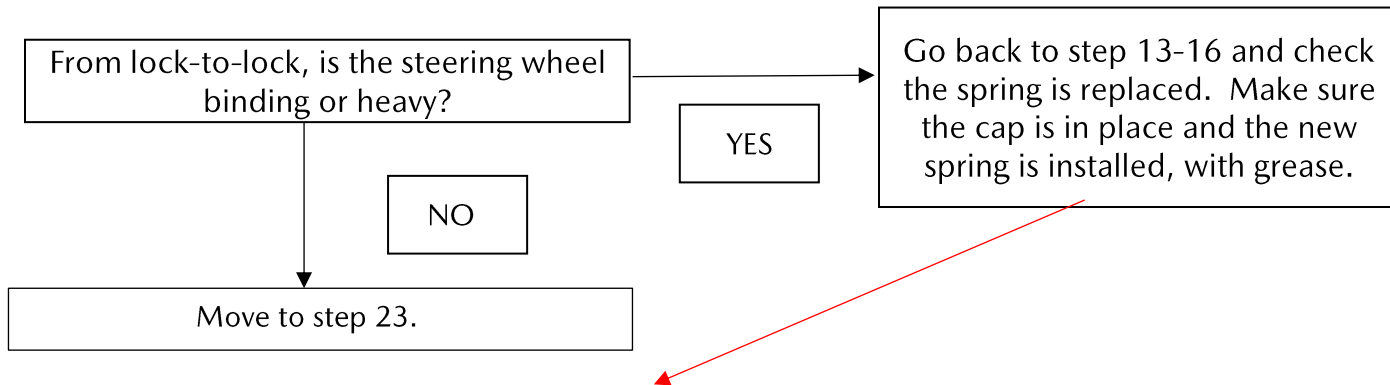 From lock-to-lock, is the steering wheel
binding or heavy?
YES
Go back to step 13-16 and check
the spring is replaced.  Make sure
the cap is in place and the new
spring is installed, with grease.
NO
Move to step 23.